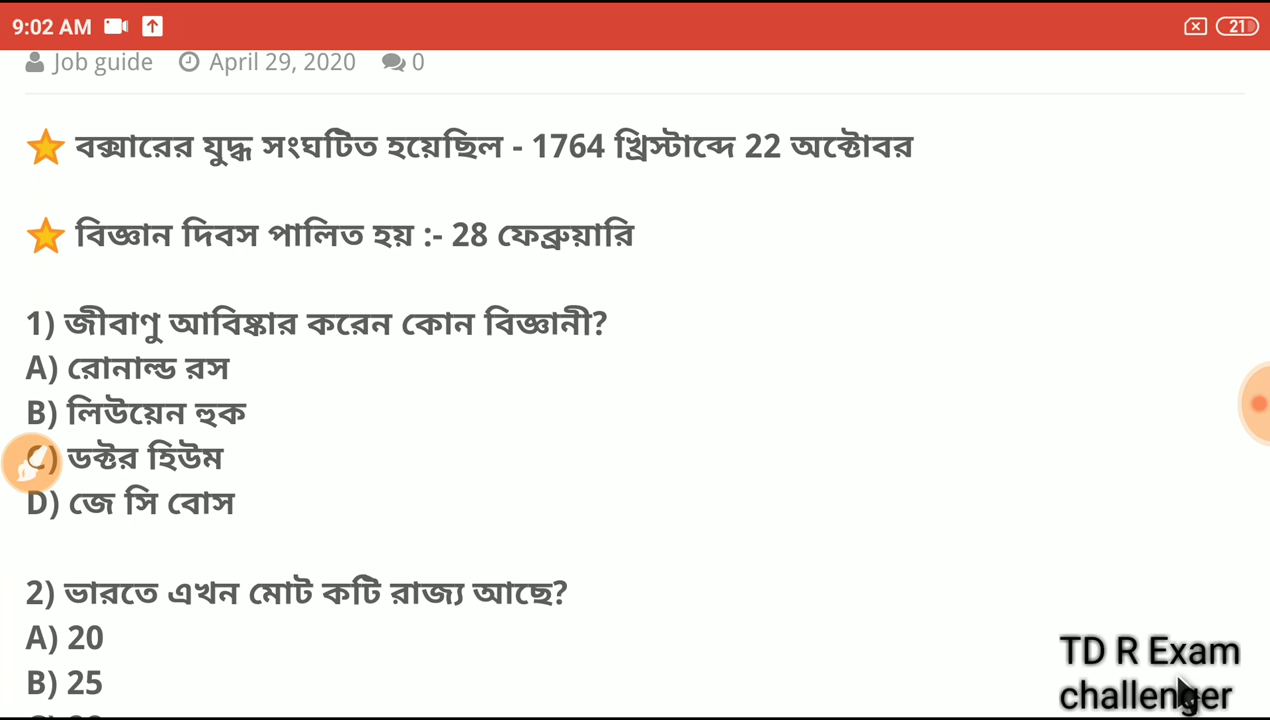 9:02 AM
21
Job guide April 29, 2020 0
বক্সারের যুদ্ধ সংঘটিত হয়েছিল - 1764 খ্রিস্টাব্দে 22 অক্টোবর
বিজ্ঞান দিবস পালিত হয় :- 28 ফেব্রুয়ারি
1) জীবাণু আবিষ্কার করেন কোন বিজ্ঞানী?
A) রোনাল্ড রস
B) লিউয়েন হুক
C) ডক্টর হিউম
D) জে সি বোস
2) ভারতে এখন মোট কটি রাজ্য আছে?
A) 20
B) 25
TD R Exam
challenger